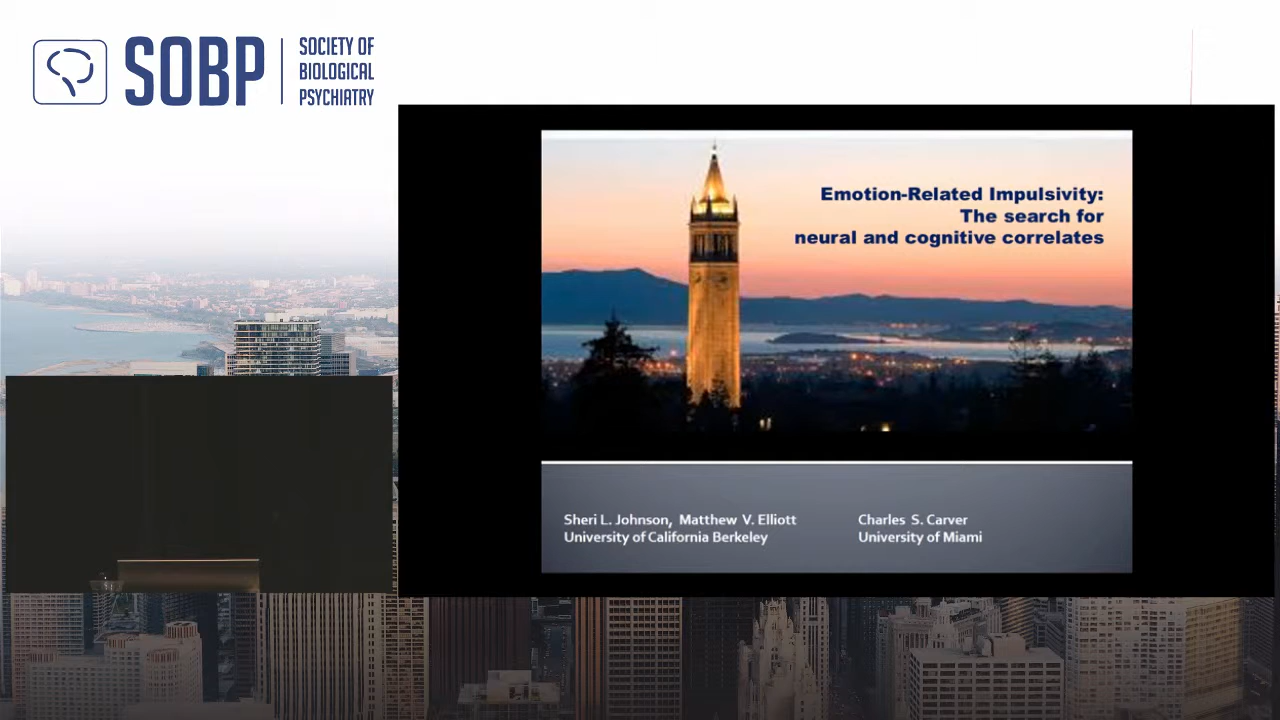 SOBP
SOCIETY OF
BIOLOGICAL
PSYCHIATRY
Emotion-Related Impulsivity:
The search for
neural and cognitive correlates
Sheri L. Johnson, Matthew V. Elliott
University of California Berkeley
Charles S. Carver
University of Miami